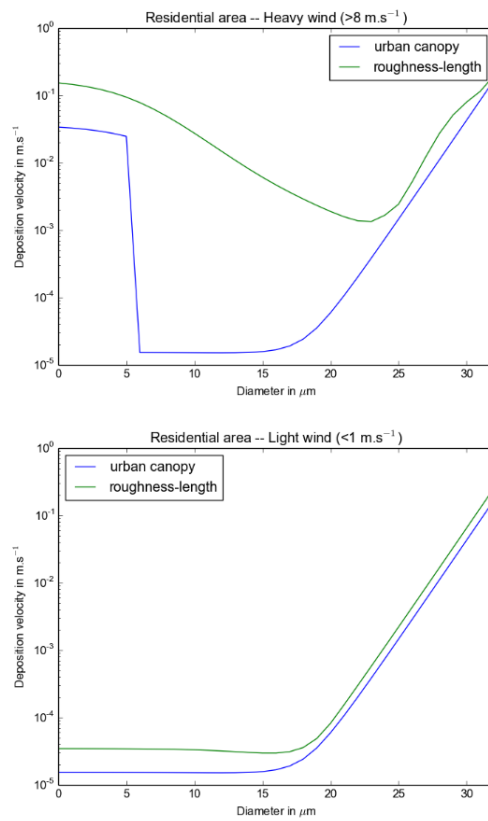 Residential area -- Heavy wind (>8 m.s⁻¹)
urban canopy
roughness-length
Deposition velocity in m.s⁻¹
10⁰
10⁻¹
10⁻²
10⁻³
10⁻⁴
10⁻⁵
0 5 10 15 20 25 30
Diameter in μm
Residential area -- Light wind (<1 m.s⁻¹)
urban canopy
roughness-length
Deposition velocity in m.s⁻¹
10⁰
10⁻¹
10⁻²
10⁻³
10⁻⁴
10⁻⁵
0 5 10 15 20 25 30
Diameter in μm